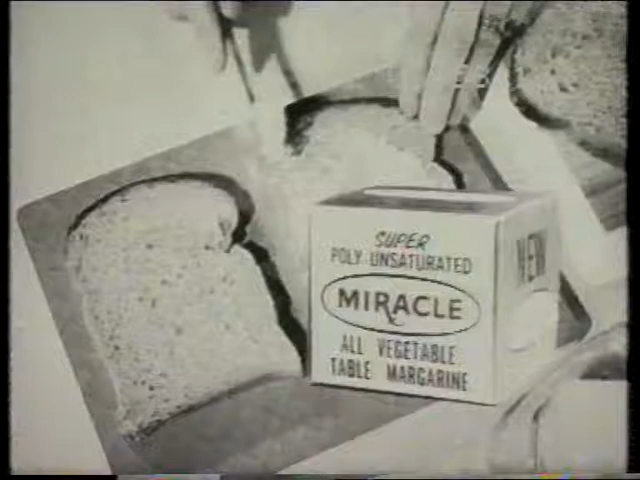 SUPER
POLY-UNSATURATED
MIRACLE
ALL VEGETABLE
TABLE MARGARINE
NEW